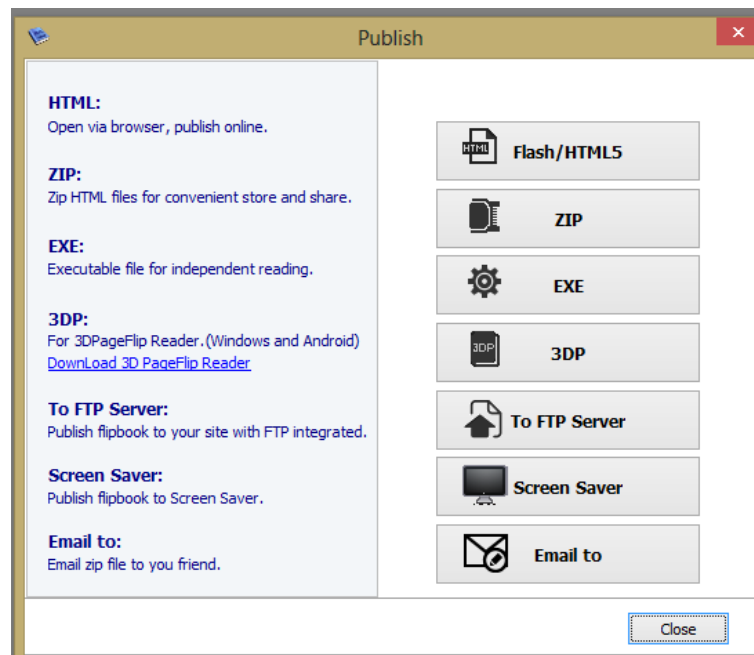 Publish
HTML:
Open via browser, publish online.
ZIP:
Zip HTML files for convenient store and share.
EXE:
Executable file for independent reading.
3DP:
For 3DPageFlip Reader.(Windows and Android)
DownLoad 3D PageFlip Reader
To FTP Server:
Publish flipbook to your site with FTP integrated.
Screen Saver:
Publish flipbook to Screen Saver.
Email to:
Email zip file to you friend.
HTML Flash/HTML5
ZIP
EXE
3DP 3DP
To FTP Server
Screen Saver
Email to
Close